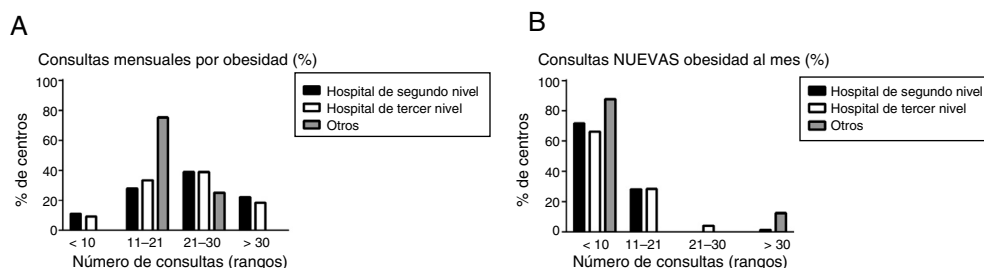 A
Consultas mensuales por obesidad (%)
Hospital de segundo nivel
Hospital de tercer nivel
Otros
% de centros
100
80
60
40
20
0
< 10 11–21 21–30 > 30
Número de consultas (rangos)
B
Consultas NUEVAS obesidad al mes (%)
Hospital de segundo nivel
Hospital de tercer nivel
Otros
% de centros
100
80
60
40
20
0
< 10 11–21 21–30 > 30
Número de consultas (rangos)